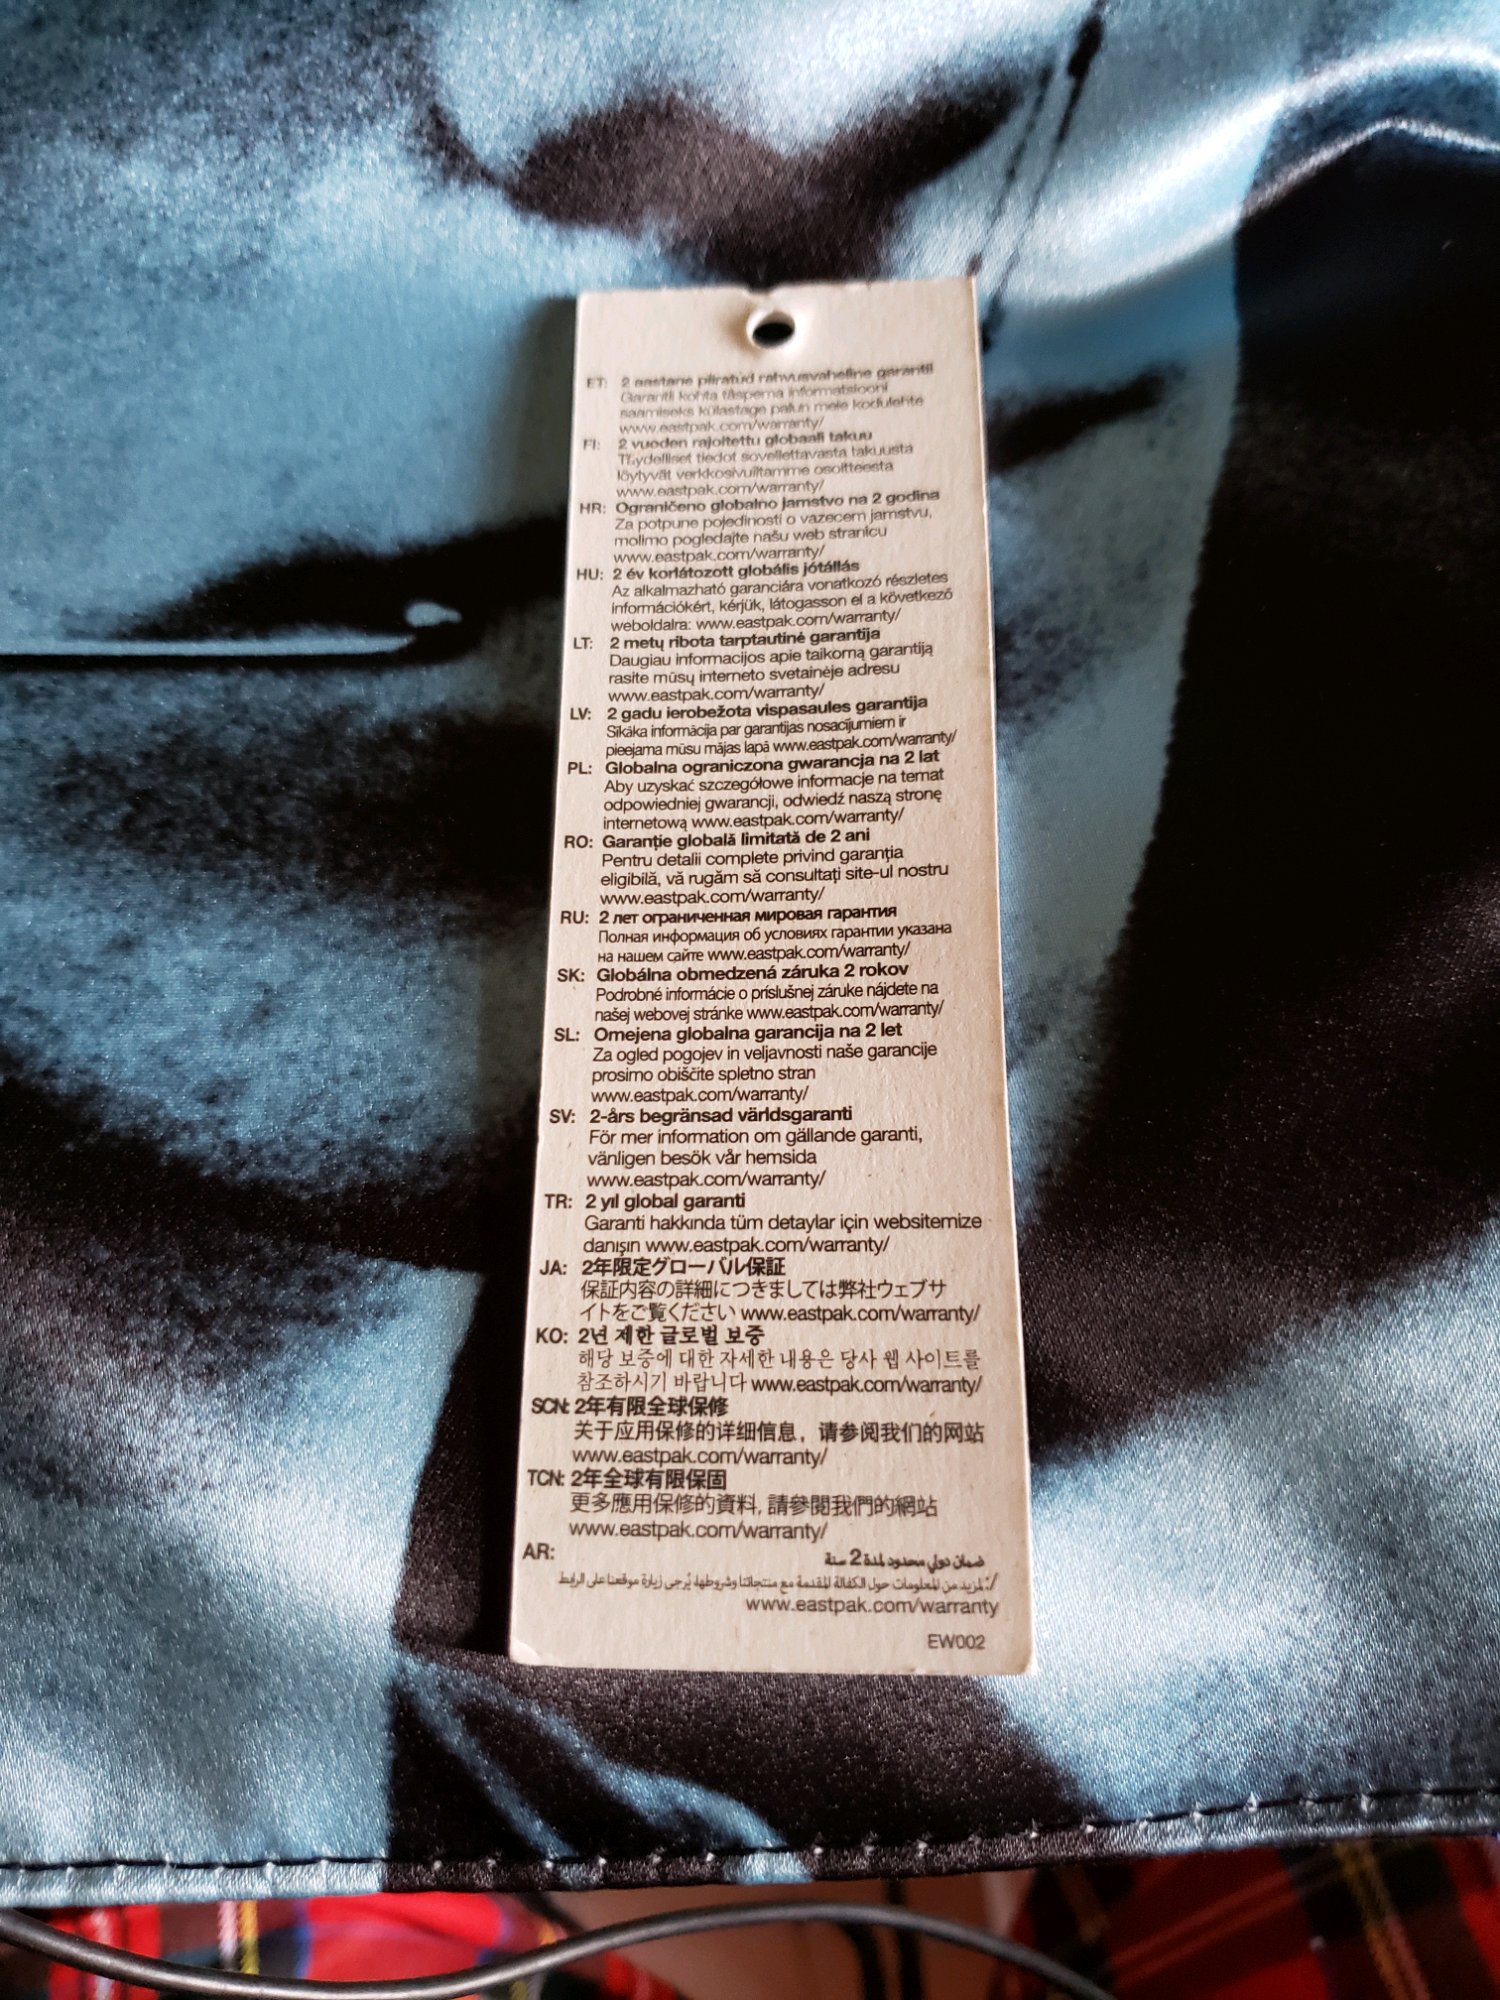 ET: 2 aastane piiratud rahvusvaheline garantii
Garantii kohta täpsema informatsiooni
saamiseks külastage palun meie kodulehte
www.eastpak.com/warranty/
FI: 2 vuoden rajoitettu globaali takuu
Täydelliset tiedot sovellettavasta takuusta
löytyvät verkkosivuiltamme osoitteesta
www.eastpak.com/warranty/
HR: Ograničeno globalno jamstvo na 2 godina
Za potpune pojedinosti o vazecem jamstvu,
molimo pogledajte našu web stranicu
www.eastpak.com/warranty/
HU: 2 év korlátozott globális jótállás
Az alkalmazható garanciára vonatkozó részletes
információkért, kérjük, látogasson el a következő
weboldalra: www.eastpak.com/warranty/
LT: 2 metų ribota tarptautinė garantija
Daugiau informacijos apie taikomą garantiją
rasite mūsų interneto svetainėje adresu
www.eastpak.com/warranty/
LV: 2 gadu ierobežota vispasaules garantija
Sīkāka informācija par garantijas nosacījumiem ir
pieejama mūsu mājas lapā www.eastpak.com/warranty/
PL: Globalna ograniczona gwarancja na 2 lat
Aby uzyskać szczegółowe informacje na temat
odpowiedniej gwarancji, odwiedź naszą stronę
internetową www.eastpak.com/warranty/
RO: Garanție globală limitată de 2 ani
Pentru detalii complete privind garanția
eligibilă, vă rugăm să consultați site-ul nostru
www.eastpak.com/warranty/
RU: 2 лет ограниченная мировая гарантия
Полная информация об условиях гарантии указана
на нашем сайте www.eastpak.com/warranty/
SK: Globálna obmedzená záruka 2 rokov
Podrobné informácie o príslušnej záruke nájdete na
našej webovej stránke www.eastpak.com/warranty/
SL: Omejena globalna garancija na 2 let
Za ogled pogojev in veljavnosti naše garancije
prosimo obiščite spletno stran
www.eastpak.com/warranty/
SV: 2-års begränsad världsgaranti
För mer information om gällande garanti,
vänligen besök vår hemsida
www.eastpak.com/warranty/
TR: 2 yıl global garanti
Garanti hakkında tüm detaylar için websitemize
danışın www.eastpak.com/warranty/
JA: 2年限定グローバル保証
保証内容の詳細につきましては弊社ウェブサ
イトをご覧ください www.eastpak.com/warranty/
KO: 2년 제한 글로벌 보증
해당 보증에 대한 자세한 내용은 당사 웹 사이트를
참조하시기 바랍니다 www.eastpak.com/warranty/
SCN: 2年有限全球保修
关于应用保修的详细信息，请参阅我们的网站
www.eastpak.com/warranty/
TCN: 2年全球有限保固
更多應用保修的資料, 請參閱我們的網站
www.eastpak.com/warranty/
AR: ضمان دولي محدود لمدة 2 سنة
/: لمزيد من المعلومات حول الكفالة المقدمة مع منتجاتنا وشروطها، يُرجى زيارة موقعنا على الرابط
www.eastpak.com/warranty
EW002